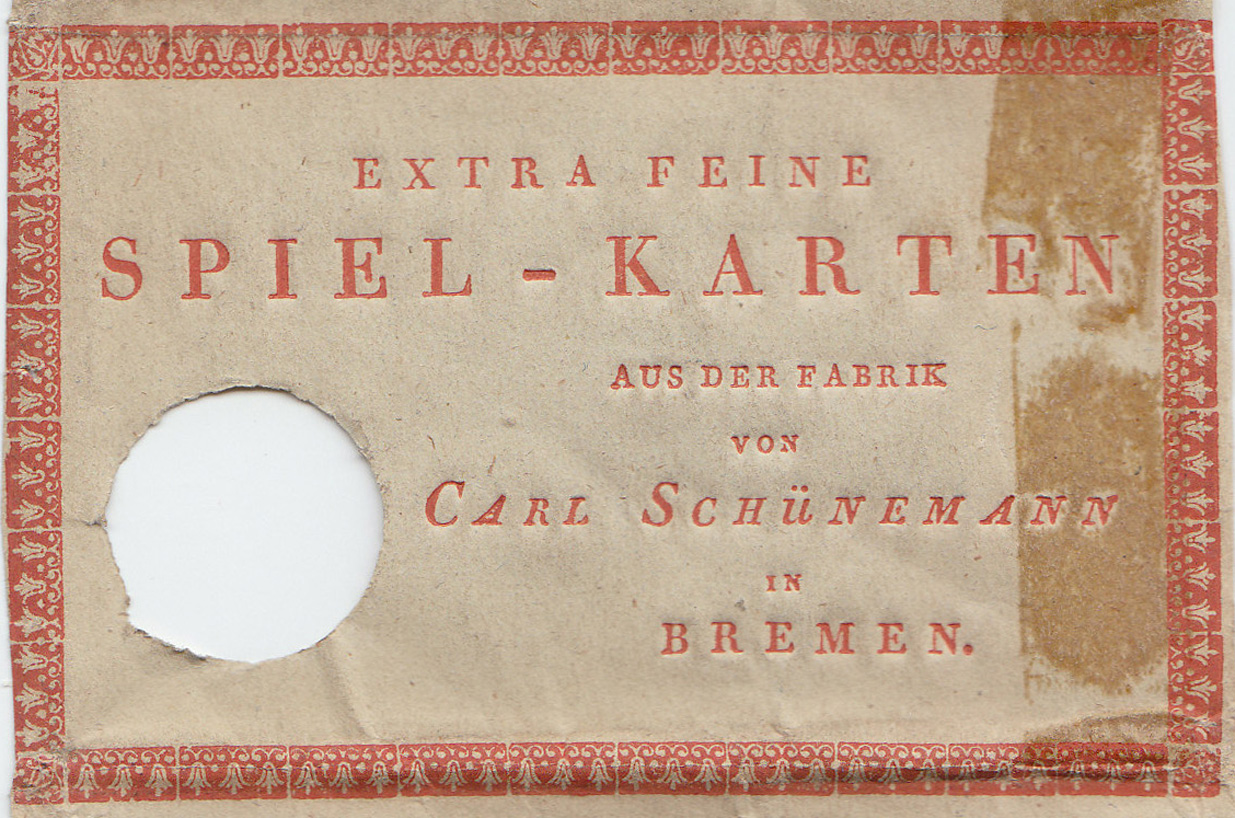 EXTRA FEINE
SPIEL-KARTEN
AUS DER FABRIK
VON
CARL SCHÜNEMANN
IN
BREMEN.